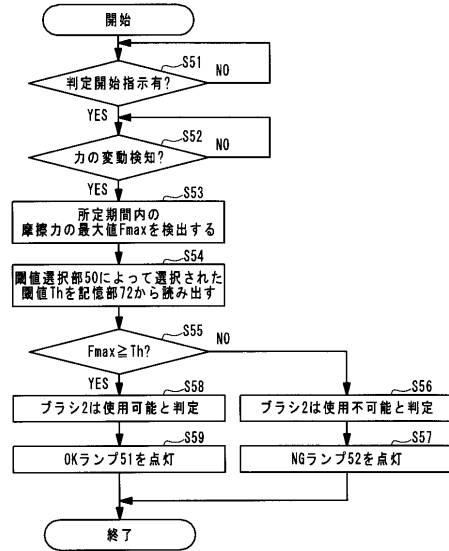 開始
S51
判定開始指示有?
NO
YES
S52
力の変動検知?
NO
YES
S53
所定期間内の
摩擦力の最大値Fmaxを検出する
S54
閾値選択部50によって選択された
閾値Thを記憶部72から読み出す
S55
Fmax≧Th?
NO
YES
S58
ブラシ2は使用可能と判定
S56
ブラシ2は使用不可能と判定
S59
OKランプ51を点灯
S57
NGランプ52を点灯
終了